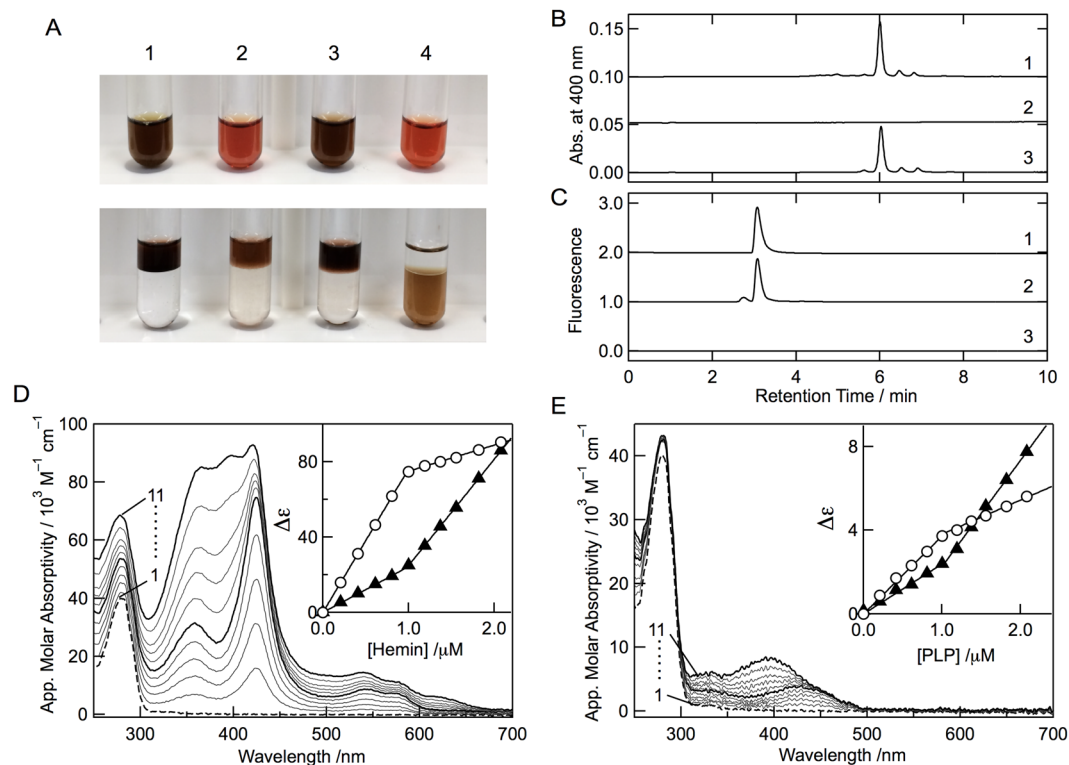 A
1 2 3 4
B
Abs. at 400 nm
0.15
0.10
0.05
0.00
1
2
3
C
Fluorescence
3.0
2.0
1.0
0.0
1
2
3
0 2 4 6 8 10
Retention Time / min
D
App. Molar Absorptivity / 10³ M⁻¹ cm⁻¹
100
80
60
40
20
0
11
1
300 400 500 600 700
Wavelength /nm
Δε
80
40
0
0.0 1.0 2.0
[Hemin] /μM
E
App. Molar Absorptivity / 10³ M⁻¹ cm⁻¹
40
30
20
10
0
11
1
300 400 500 600 700
Wavelength /nm
Δε
8
4
0
0.0 1.0 2.0
[PLP] /μM